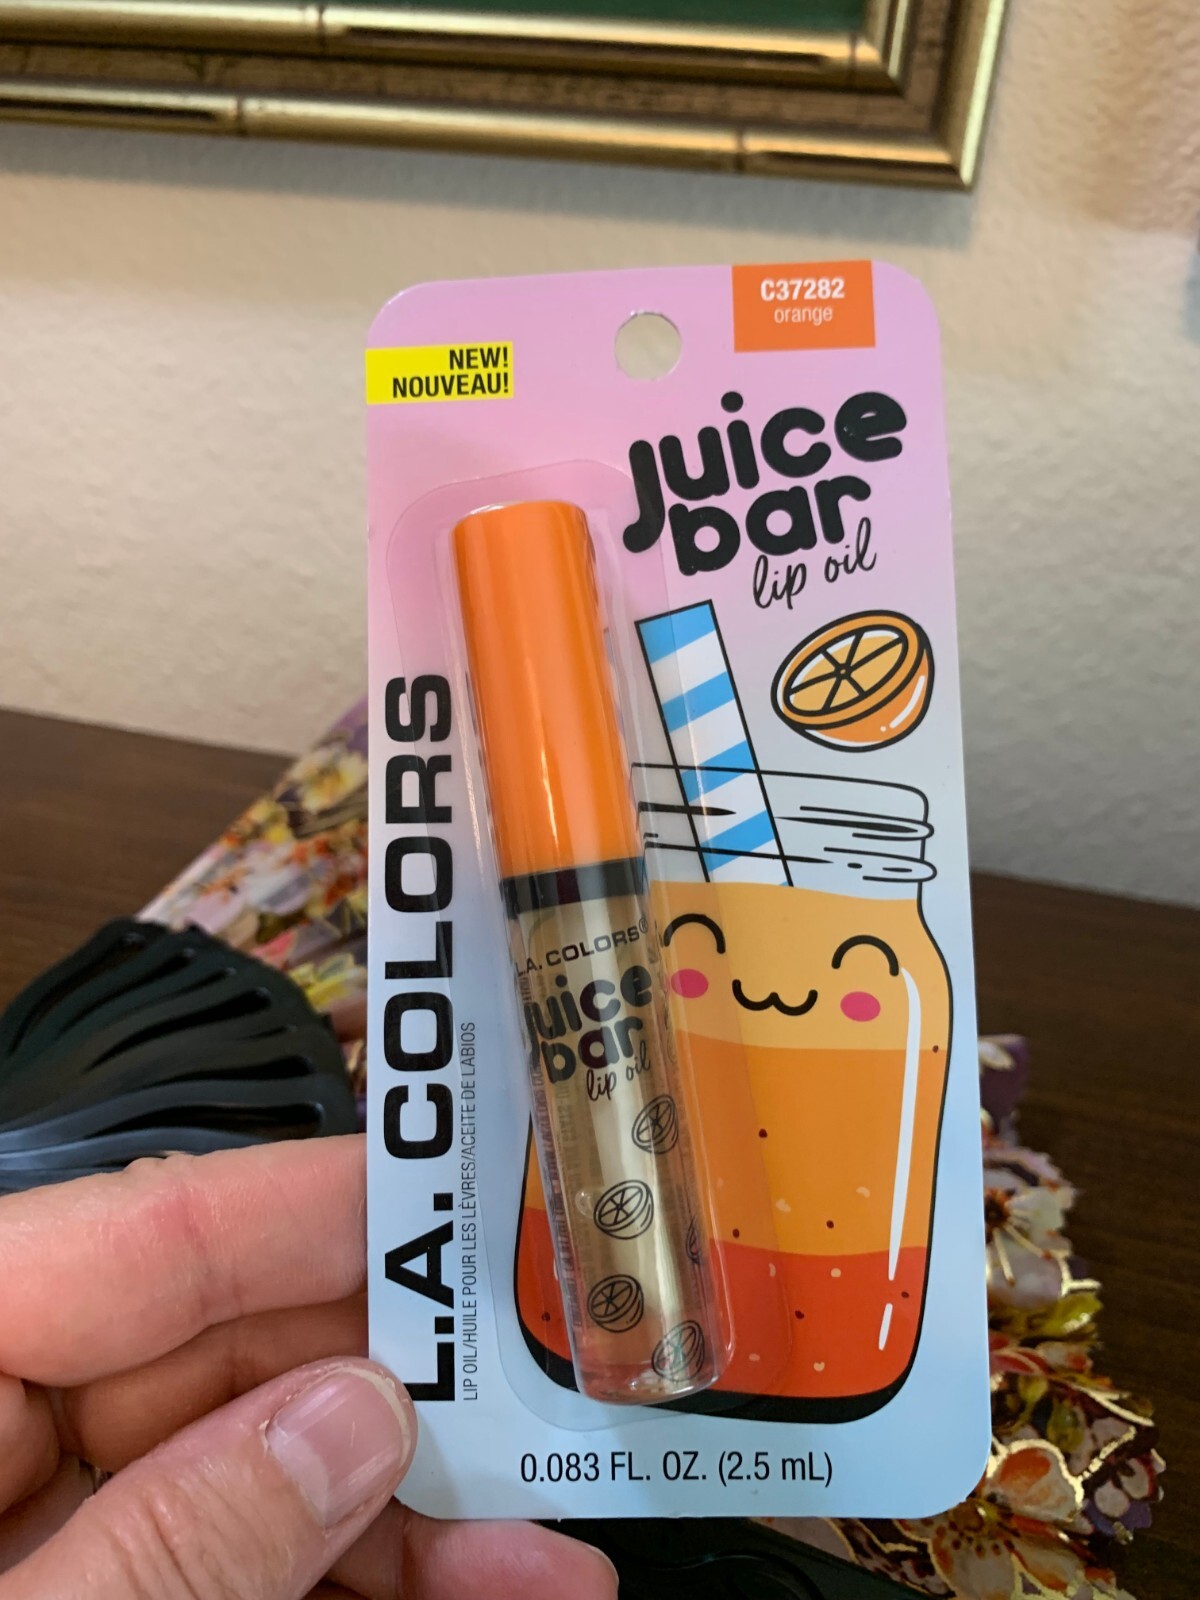 C37282
orange
NEW!
NOUVEAU!
juice
bar
lip oil
L.A. COLORS
LIP OIL/HUILE POUR LES LÈVRES/ACEITE DE LABIOS
L.A. COLORS®
juice
bar
lip oil
0.083 FL. OZ. (2.5 mL)